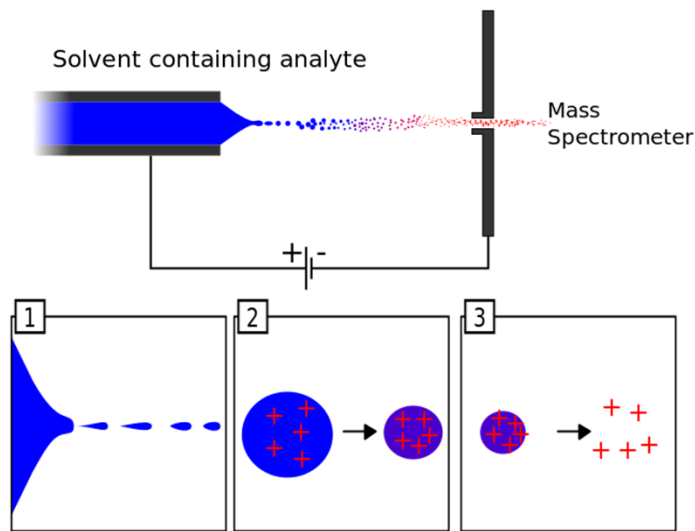 Solvent containing analyte
Mass
Spectrometer
+ -
1
2
3
+ + + + +
+ + + + +
+ + + + +
+ + + + +